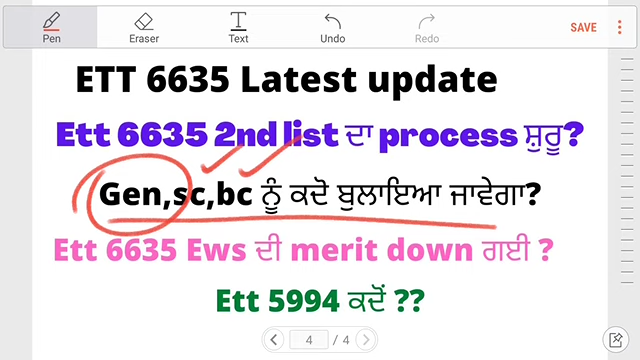 Pen Eraser Text Undo Redo SAVE
ETT 6635 Latest update
Ett 6635 2nd list ਦਾ process ਸ਼ੁਰੂ?
Gen,sc,bc ਨੂੰ ਕਦੋ ਬੁਲਾਇਆ ਜਾਵੇਗਾ?
Ett 6635 Ews ਦੀ merit down ਗਈ ?
Ett 5994 ਕਦੋਂ ??
4 / 4